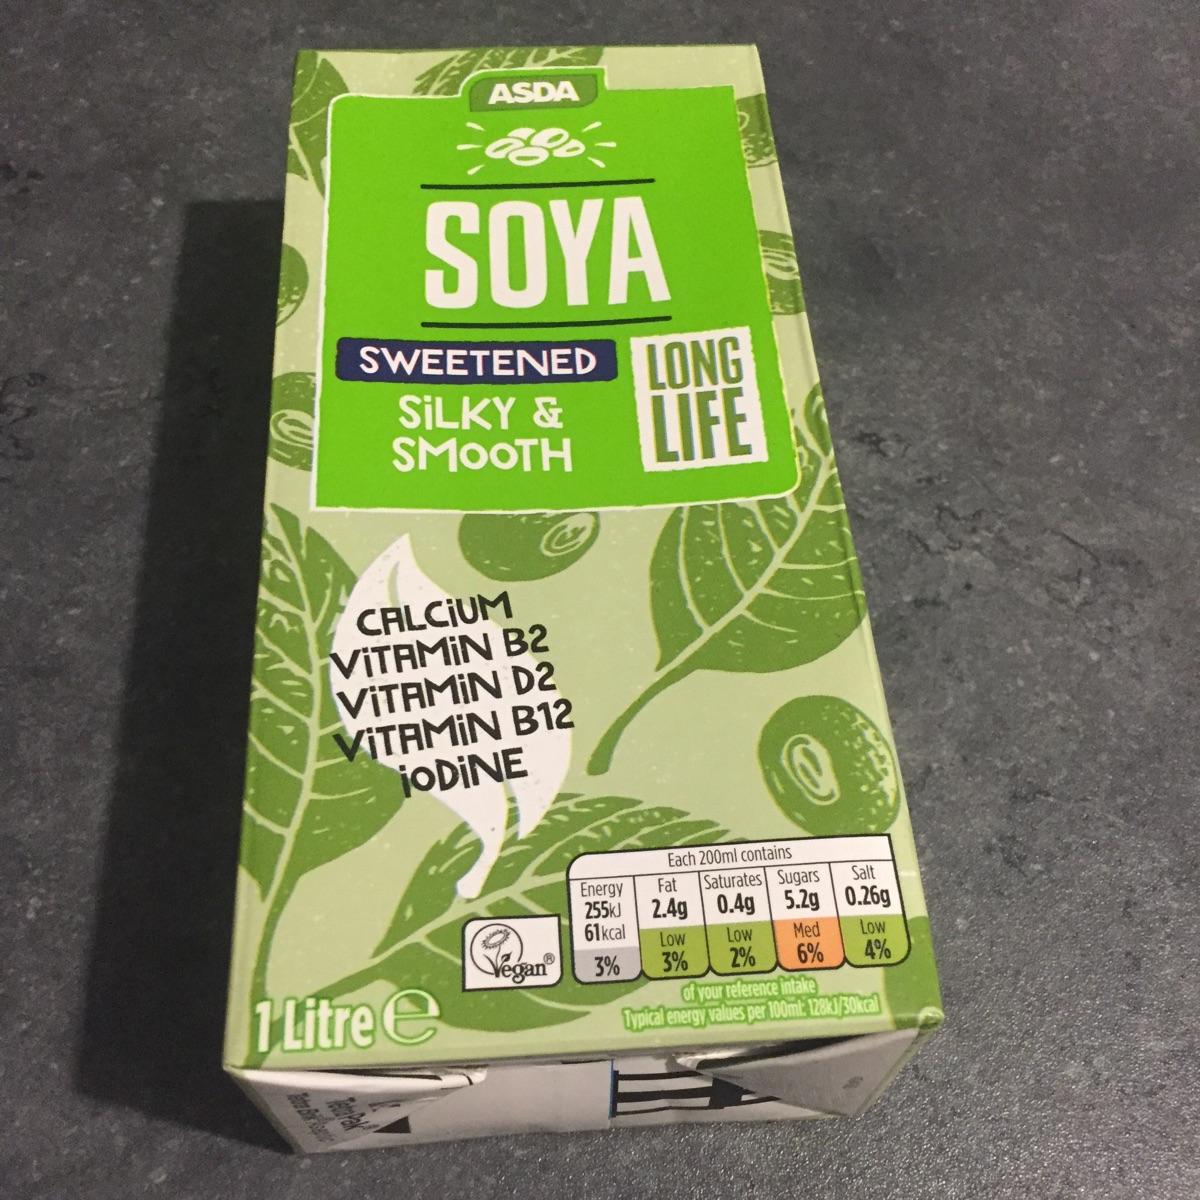 ASDA
SOYA
SWEETENED
SiLKY &
SMOOTH
LONG
LIFE
CALCiUM
ViTAMiN B2
ViTAMiN D2
ViTAMiN B12
iODiNE
Each 200ml contains
Energy 255kJ 61kcal 3%
Fat 2.4g Low 3%
Saturates 0.4g Low 2%
Sugars 5.2g Med 6%
Salt 0.26g Low 4%
of your reference intake
Typical energy values per 100ml: 128kJ/30kcal
Vegan®
1 Litre e
Tetra Pak